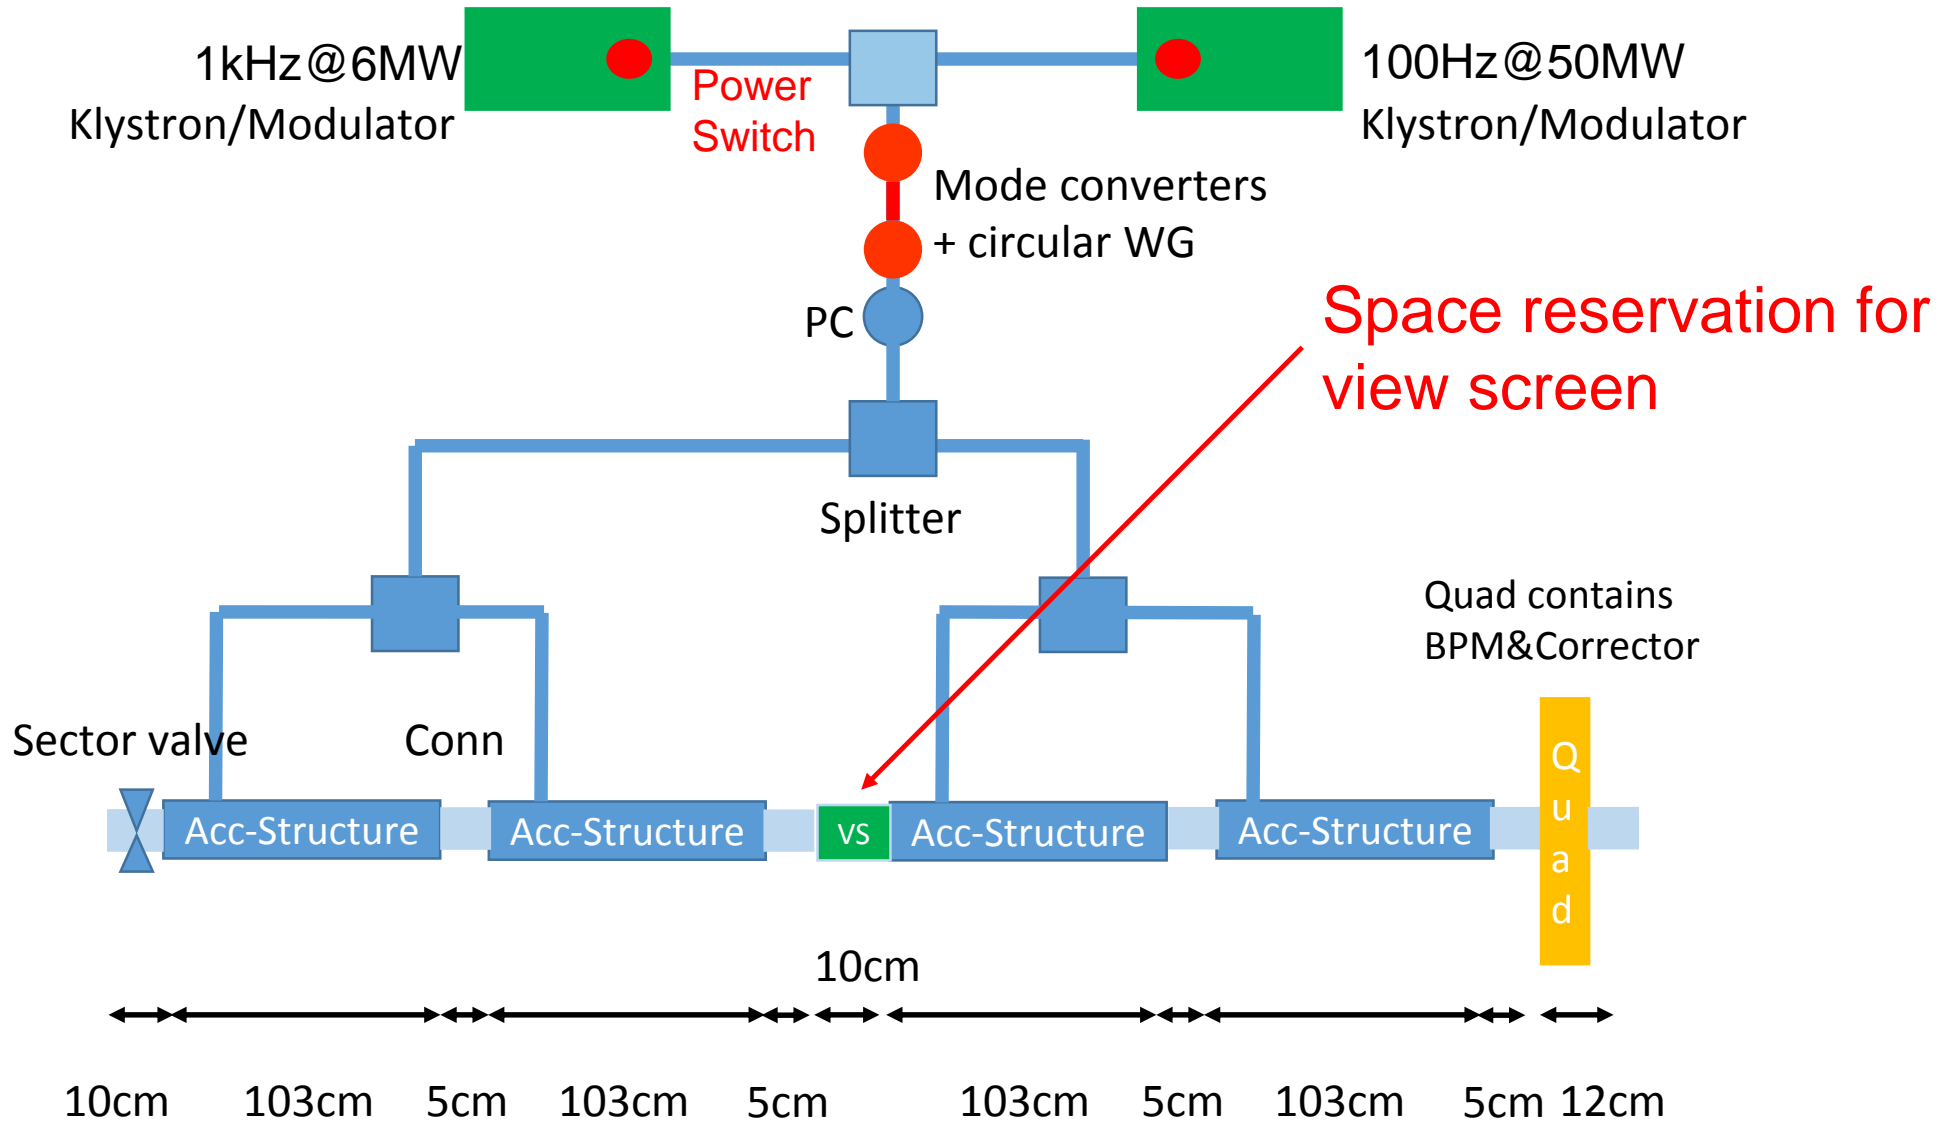 1kHz@6MW
Klystron/Modulator
Power
Switch
100Hz@50MW
Klystron/Modulator
Mode converters
+ circular WG
PC
Space reservation for
view screen
Splitter
Quad contains
BPM&Corrector
Sector valve
Conn
Acc-Structure
Acc-Structure
VS
Acc-Structure
Acc-Structure
Q
u
a
d
10cm
10cm
103cm
5cm
103cm
5cm
103cm
5cm
103cm
5cm
12cm